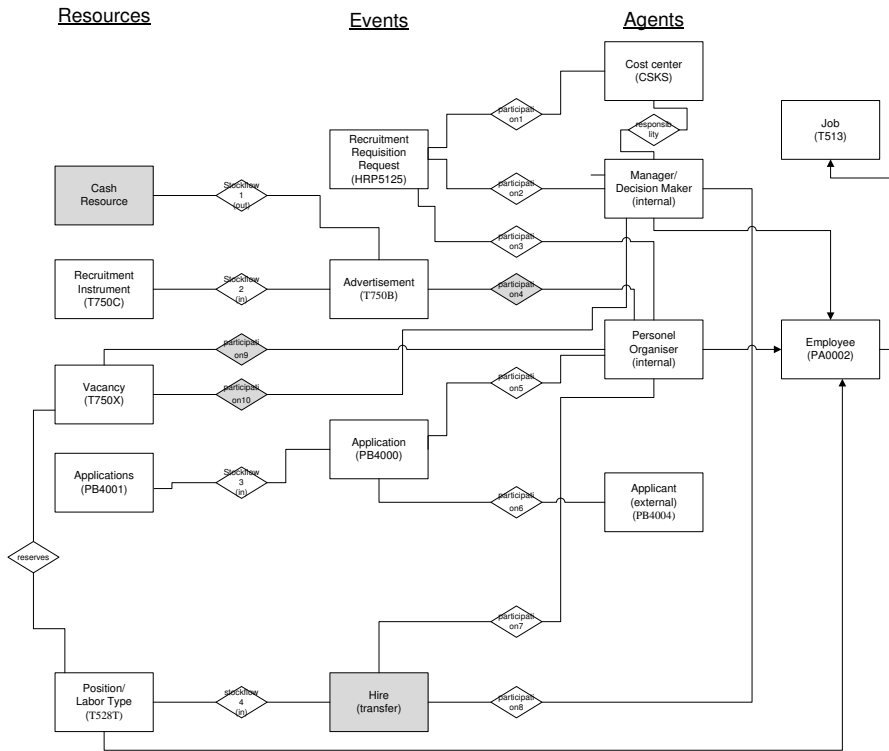 Resources
Events
Agents
Cost center
(CSKS)
participati
on1
responsibi
lity
Job
(T513)
Recruitment
Requisition
Request
(HRP5125)
Cash
Resource
Stockflow
1
(out)
participati
on2
Manager/
Decision Maker
(internal)
participati
on3
Recruitment
Instrument
(T750C)
Stockflow
2
(in)
Advertisement
(T750B)
participati
on4
participati
on9
Personel
Organiser
(internal)
Employee
(PA0002)
Vacancy
(T750X)
participati
on10
participati
on5
Application
(PB4000)
Applications
(PB4001)
Stockflow
3
(in)
participati
on6
Applicant
(external)
(PB4004)
reserves
participati
on7
Position/
Labor Type
(T528T)
stockflow
4
(in)
Hire
(transfer)
participati
on8